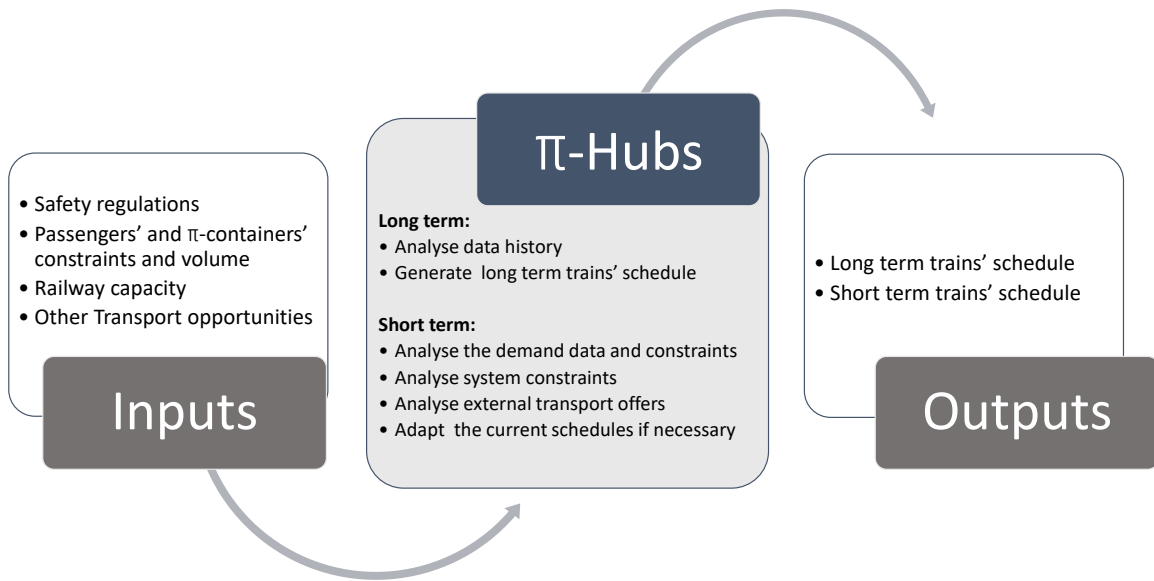 • Safety regulations
• Passengers’ and π-containers’
constraints and volume
• Railway capacity
• Other Transport opportunities
Inputs
π-Hubs
Long term:
• Analyse data history
• Generate long term trains’ schedule
Short term:
• Analyse the demand data and constraints
• Analyse system constraints
• Analyse external transport offers
• Adapt the current schedules if necessary
• Long term trains’ schedule
• Short term trains’ schedule
Outputs